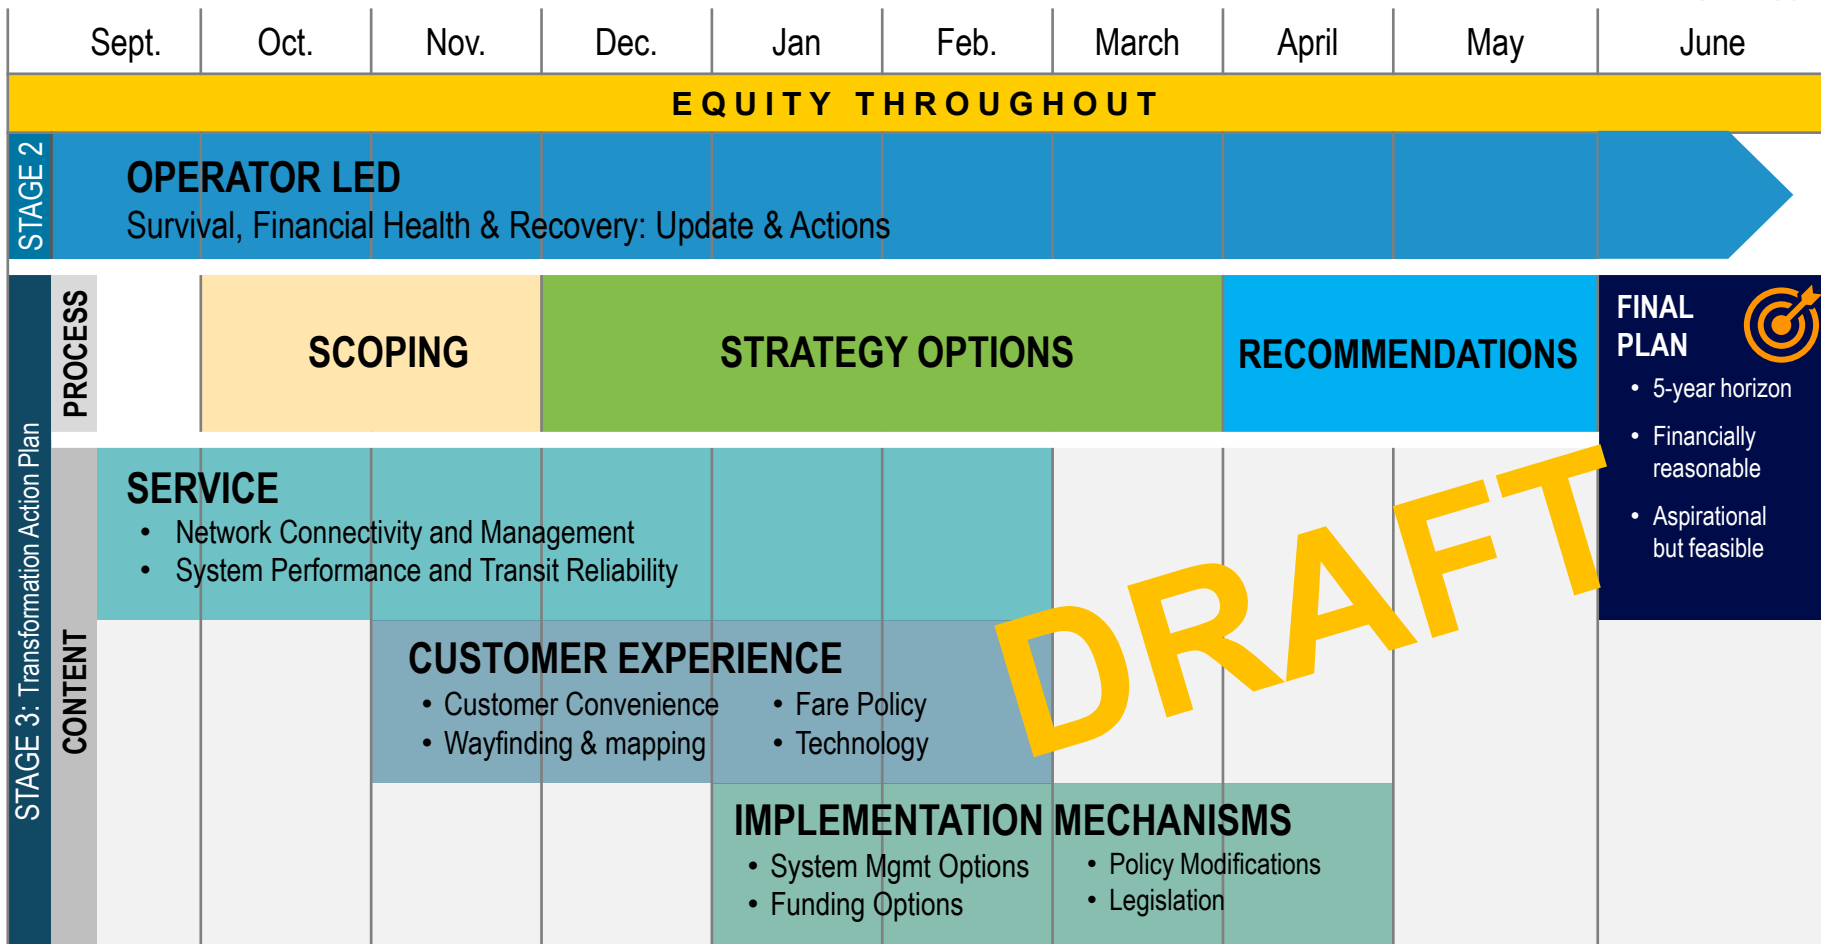 Sept. Oct. Nov. Dec. Jan Feb. March April May June
EQUITY THROUGHOUT
STAGE 2
OPERATOR LED
Survival, Financial Health & Recovery: Update & Actions
STAGE 3: Transformation Action Plan
PROCESS
SCOPING
STRATEGY OPTIONS
RECOMMENDATIONS
FINAL
PLAN
• 5-year horizon
• Financially
reasonable
• Aspirational
but feasible
CONTENT
SERVICE
• Network Connectivity and Management
• System Performance and Transit Reliability
CUSTOMER EXPERIENCE
• Customer Convenience
• Wayfinding & mapping
• Fare Policy
• Technology
IMPLEMENTATION MECHANISMS
• System Mgmt Options
• Funding Options
• Policy Modifications
• Legislation
DRAFT